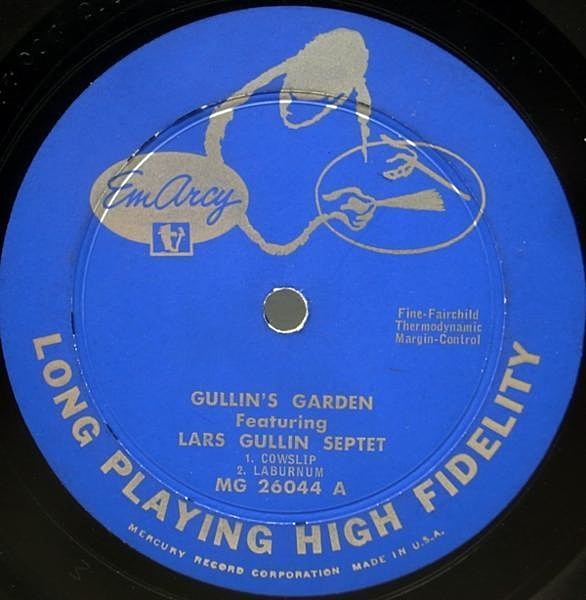 EmArcy
Fine-Fairchild
Thermodynamic
Margin-Control
GULLIN'S GARDEN
Featuring
LARS GULLIN SEPTET
1. COWSLIP
2. LABURNUM
MG 26044 A
LONG PLAYING HIGH FIDELITY
MERCURY RECORD CORPORATION MADE IN U.S.A.